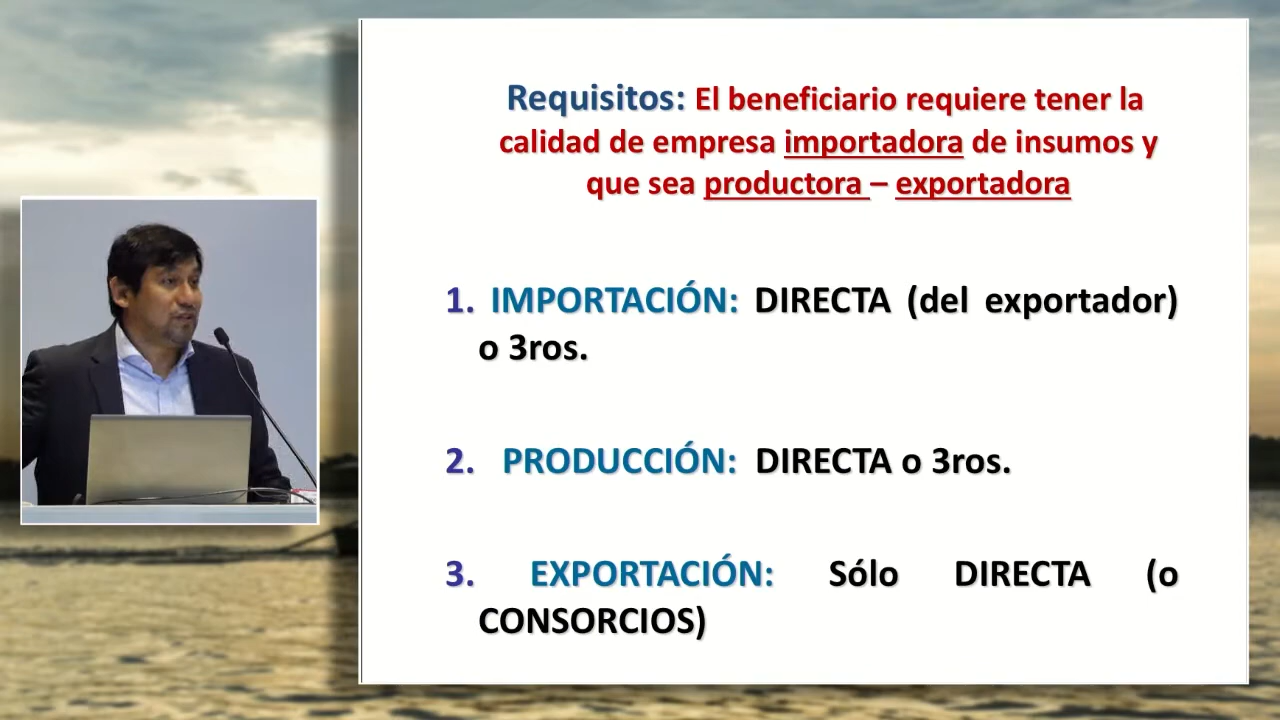 Requisitos: El beneficiario requiere tener la
calidad de empresa importadora de insumos y
que sea productora – exportadora
1. IMPORTACIÓN: DIRECTA (del exportador)
o 3ros.
2. PRODUCCIÓN: DIRECTA o 3ros.
3. EXPORTACIÓN: Sólo DIRECTA (o
CONSORCIOS)